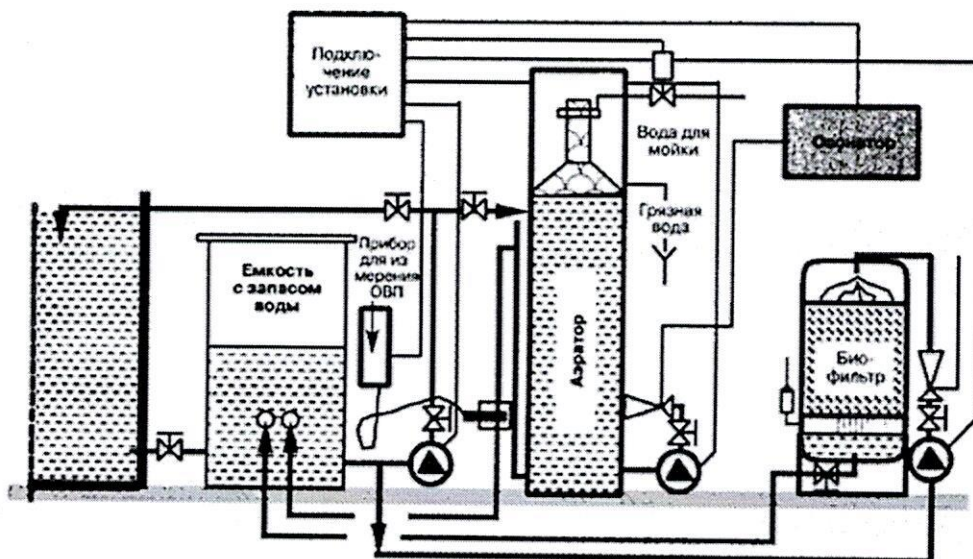 Подклю-
чение
установки
Вода для
мойки
Озонатор
Грязная
вода
Прибор
для из
мерения
ОВП
Емкость
с запасом
воды
Аэратор
Био-
фильтр